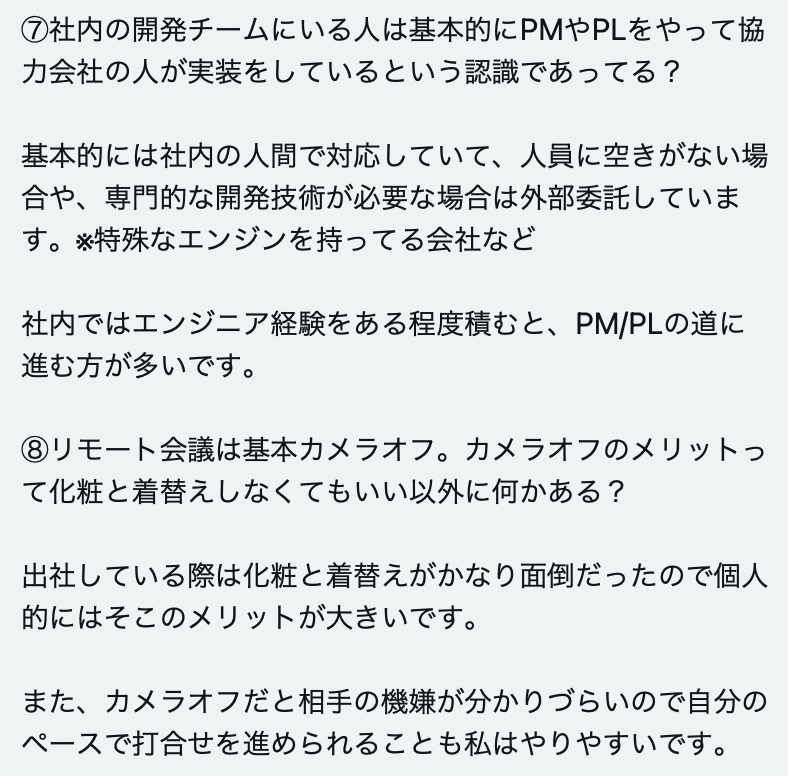 ⑦社内の開発チームにいる人は基本的にPMやPLをやって協
力会社の人が実装をしているという認識であってる？
基本的には社内の人間で対応していて、人員に空きがない場
合や、専門的な開発技術が必要な場合は外部委託していま
す。※特殊なエンジンを持ってる会社など
社内ではエンジニア経験をある程度積むと、PM/PLの道に
進む方が多いです。
⑧リモート会議は基本カメラオフ。カメラオフのメリットっ
て化粧と着替えしなくてもいい以外に何かある？
出社している際は化粧と着替えがかなり面倒だったので個人
的にはそこのメリットが大きいです。
また、カメラオフだと相手の機嫌が分かりづらいので自分の
ペースで打合せを進められることも私はやりやすいです。